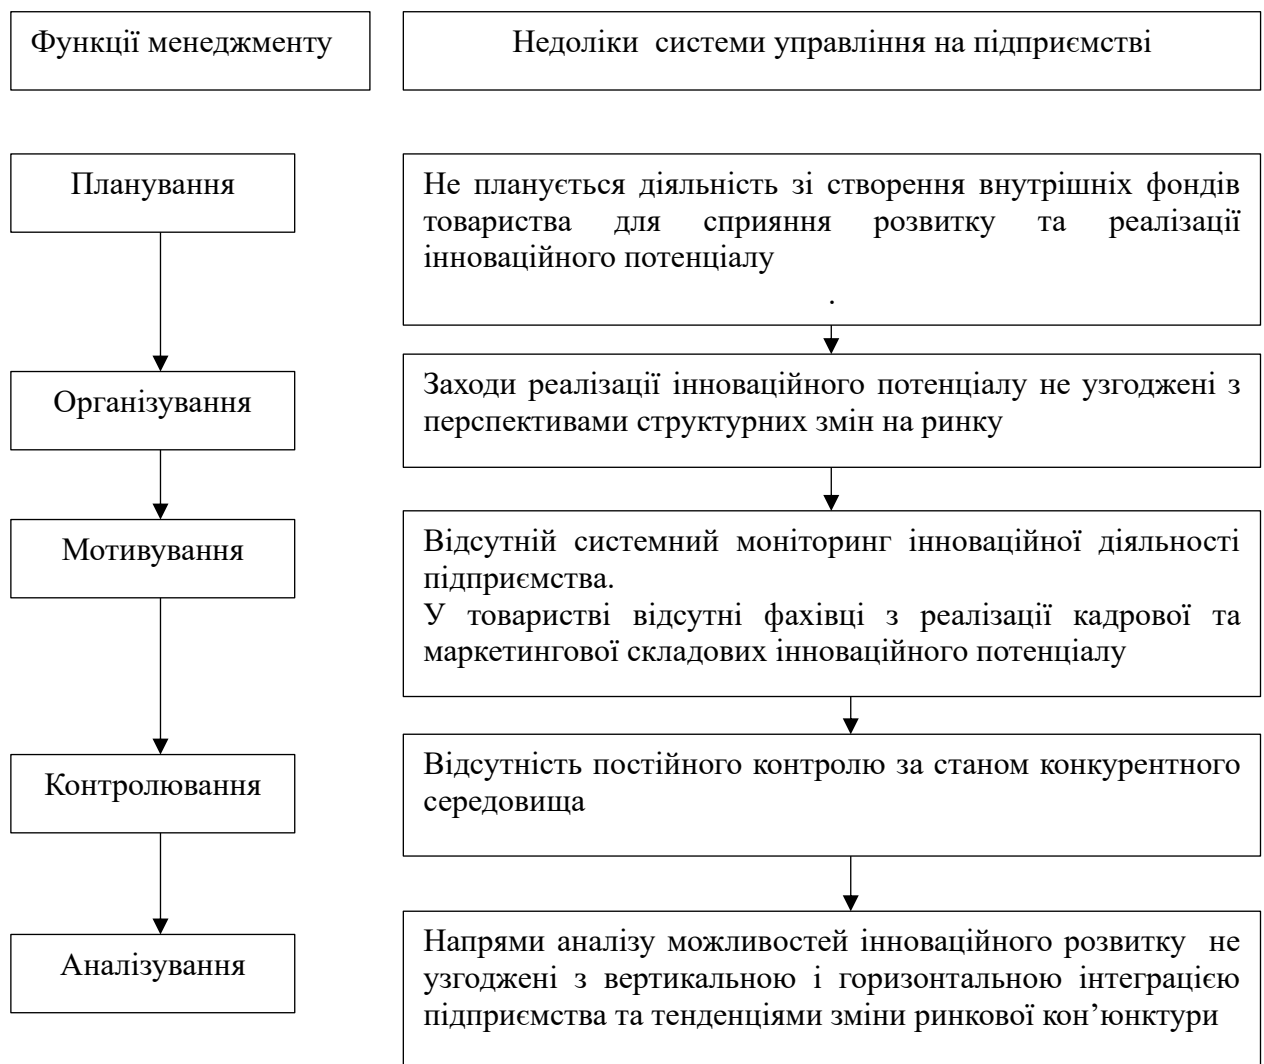 Функції менеджменту
Недоліки системи управління на підприємстві
Планування
Не планується діяльність зі створення внутрішніх фондів
товариства для сприяння розвитку та реалізації
інноваційного потенціалу
.
Організування
Заходи реалізації інноваційного потенціалу не узгоджені з
перспективами структурних змін на ринку
Мотивування
Відсутній системний моніторинг інноваційної діяльності
підприємства.
У товаристві відсутні фахівці з реалізації кадрової та
маркетингової складових інноваційного потенціалу
Контролювання
Відсутність постійного контролю за станом конкурентного
середовища
Аналізування
Напрями аналізу можливостей інноваційного розвитку не
узгоджені з вертикальною і горизонтальною інтеграцією
підприємства та тенденціями зміни ринкової кон’юнктури